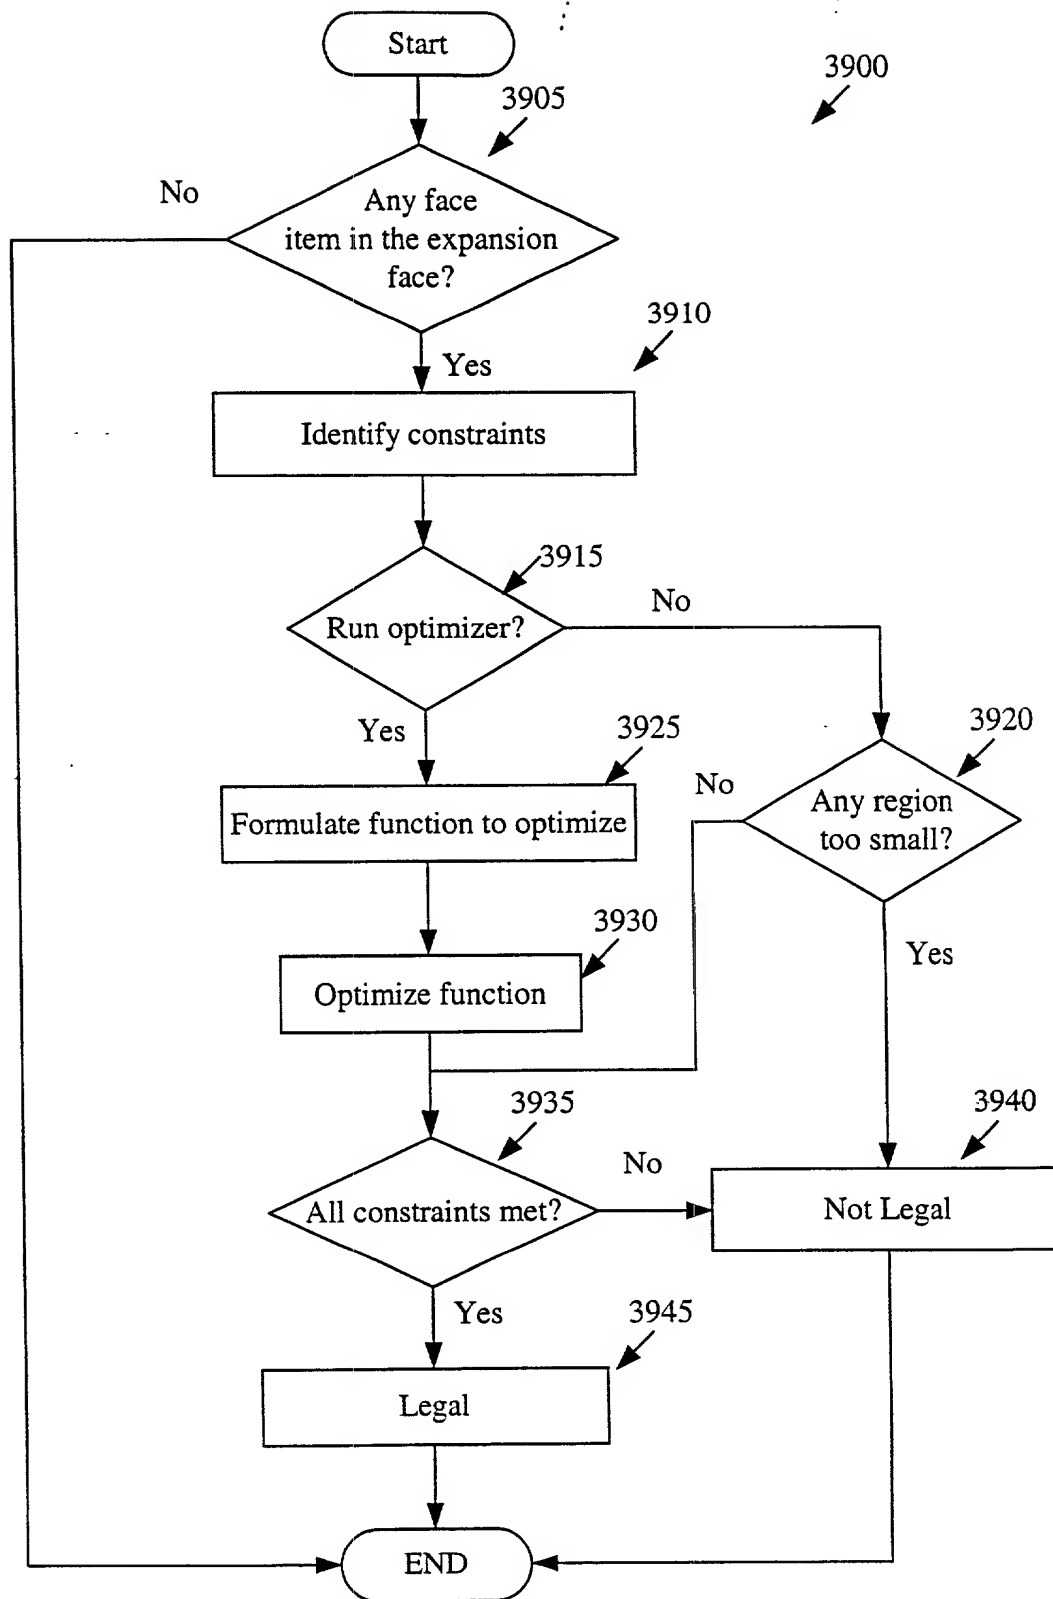 Start
3900
3905
No
Any face
item in the expansion
face?
3910
Yes
Identify constraints
3915
No
Run optimizer?
Yes
3925
3920
No
Any region
too small?
Formulate function to optimize
3930
Yes
Optimize function
3935
3940
No
All constraints met?
Not Legal
Yes
3945
Legal
END